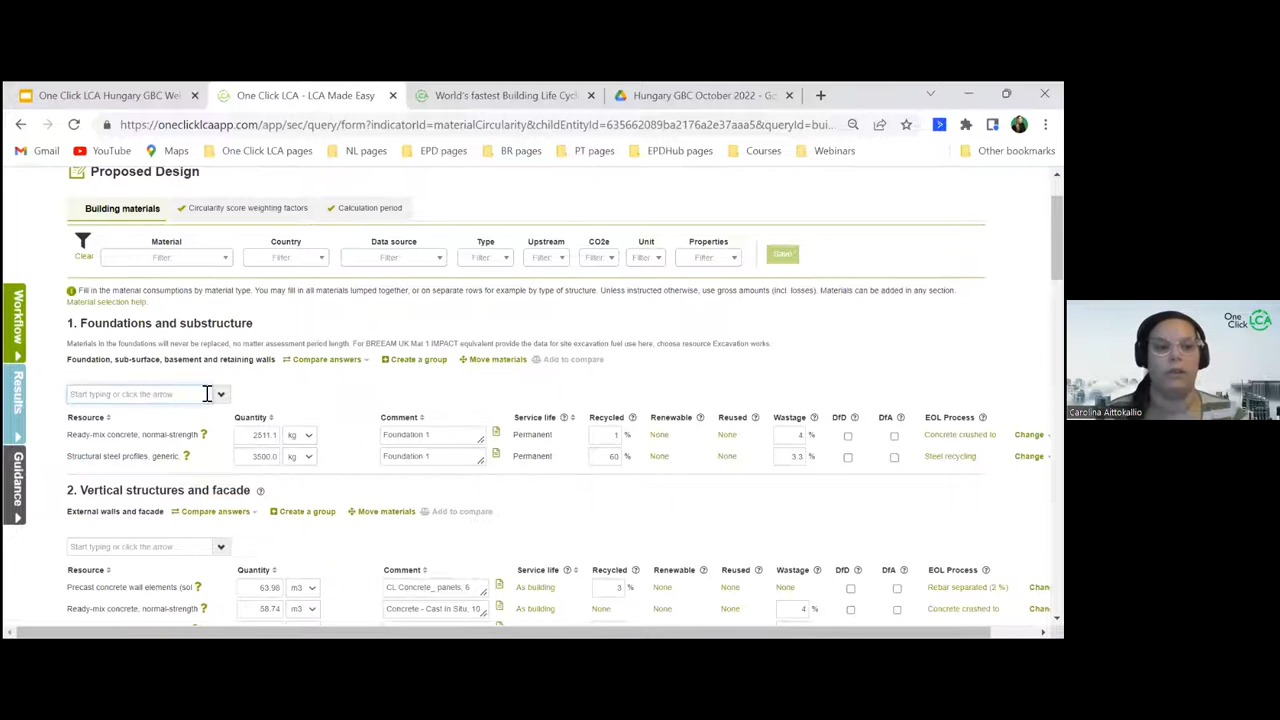 One Click LCA Hungary GBC We
One Click LCA - LCA Made Easy
World's fastest Building Life Cycl
Hungary GBC October 2022 - Go
https://oneclicklcaapp.com/app/sec/query/form?indicatorId=materialCircularity&childEntityId=635662089ba2176a2e37aaa5&queryId=bui...
Gmail YouTube Maps One Click LCA pages NL pages EPD pages BR pages PT pages EPDHub pages Courses Webinars Other bookmarks
Proposed Design
Building materials Circularity score weighting factors Calculation period
Material Country Data source Type Upstream CO2e Unit Properties
Clear Filter: Filter: Filter: Filter: Filter: Filter: Filter: Filter: Save
Fill in the material consumptions by material type. You may fill in all materials lumped together, or on separate rows for example by type of structure. Unless instructed otherwise, use gross amounts (incl. losses). Materials can be added in any section.
Material selection help.
1. Foundations and substructure
Materials in the foundations will never be replaced, no matter assessment period length. For BREEAM UK Mat 1 IMPACT equivalent provide the data for site excavation fuel use here, choose resource Excavation works.
Foundation, sub-surface, basement and retaining walls Compare answers Create a group Move materials Add to compare
Start typing or click the arrow
Resource Quantity Comment Service life Recycled Renewable Reused Wastage DfD DfA EOL Process
Ready-mix concrete, normal-strength ? 2511.1 kg Foundation 1 Permanent 1 % None None 4 % Concrete crushed to Change
Structural steel profiles, generic, ? 3500.0 kg Foundation 1 Permanent 60 % None None 3.3 % Steel recycling Change
2. Vertical structures and facade ?
External walls and facade Compare answers Create a group Move materials Add to compare
Start typing or click the arrow
Resource Quantity Comment Service life Recycled Renewable Reused Wastage DfD DfA EOL Process
Precast concrete wall elements (sol ? 63.98 m3 CL Concrete_ panels, 6 As building 3 % None None None Rebar separated (2 %) Chan
Ready-mix concrete, normal-strength ? 58.74 m3 Concrete - Cast In Situ, 10 As building None None None 4 % Concrete crushed to Chan
Workflow
Results
Guidance
One
Click LCA
Carolina Aittokallio